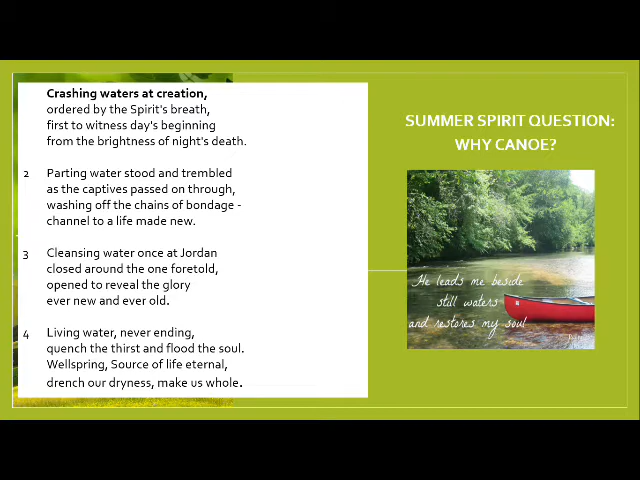 Crashing waters at creation,
ordered by the Spirit's breath,
first to witness day's beginning
from the brightness of night's death.
2 Parting water stood and trembled
as the captives passed on through,
washing off the chains of bondage -
channel to a life made new.
3 Cleansing water once at Jordan
closed around the one foretold,
opened to reveal the glory
ever new and ever old.
4 Living water, never ending,
quench the thirst and flood the soul.
Wellspring, Source of life eternal,
drench our dryness, make us whole.
SUMMER SPIRIT QUESTION:
WHY CANOE?
He leads me beside
still waters
and restores my soul